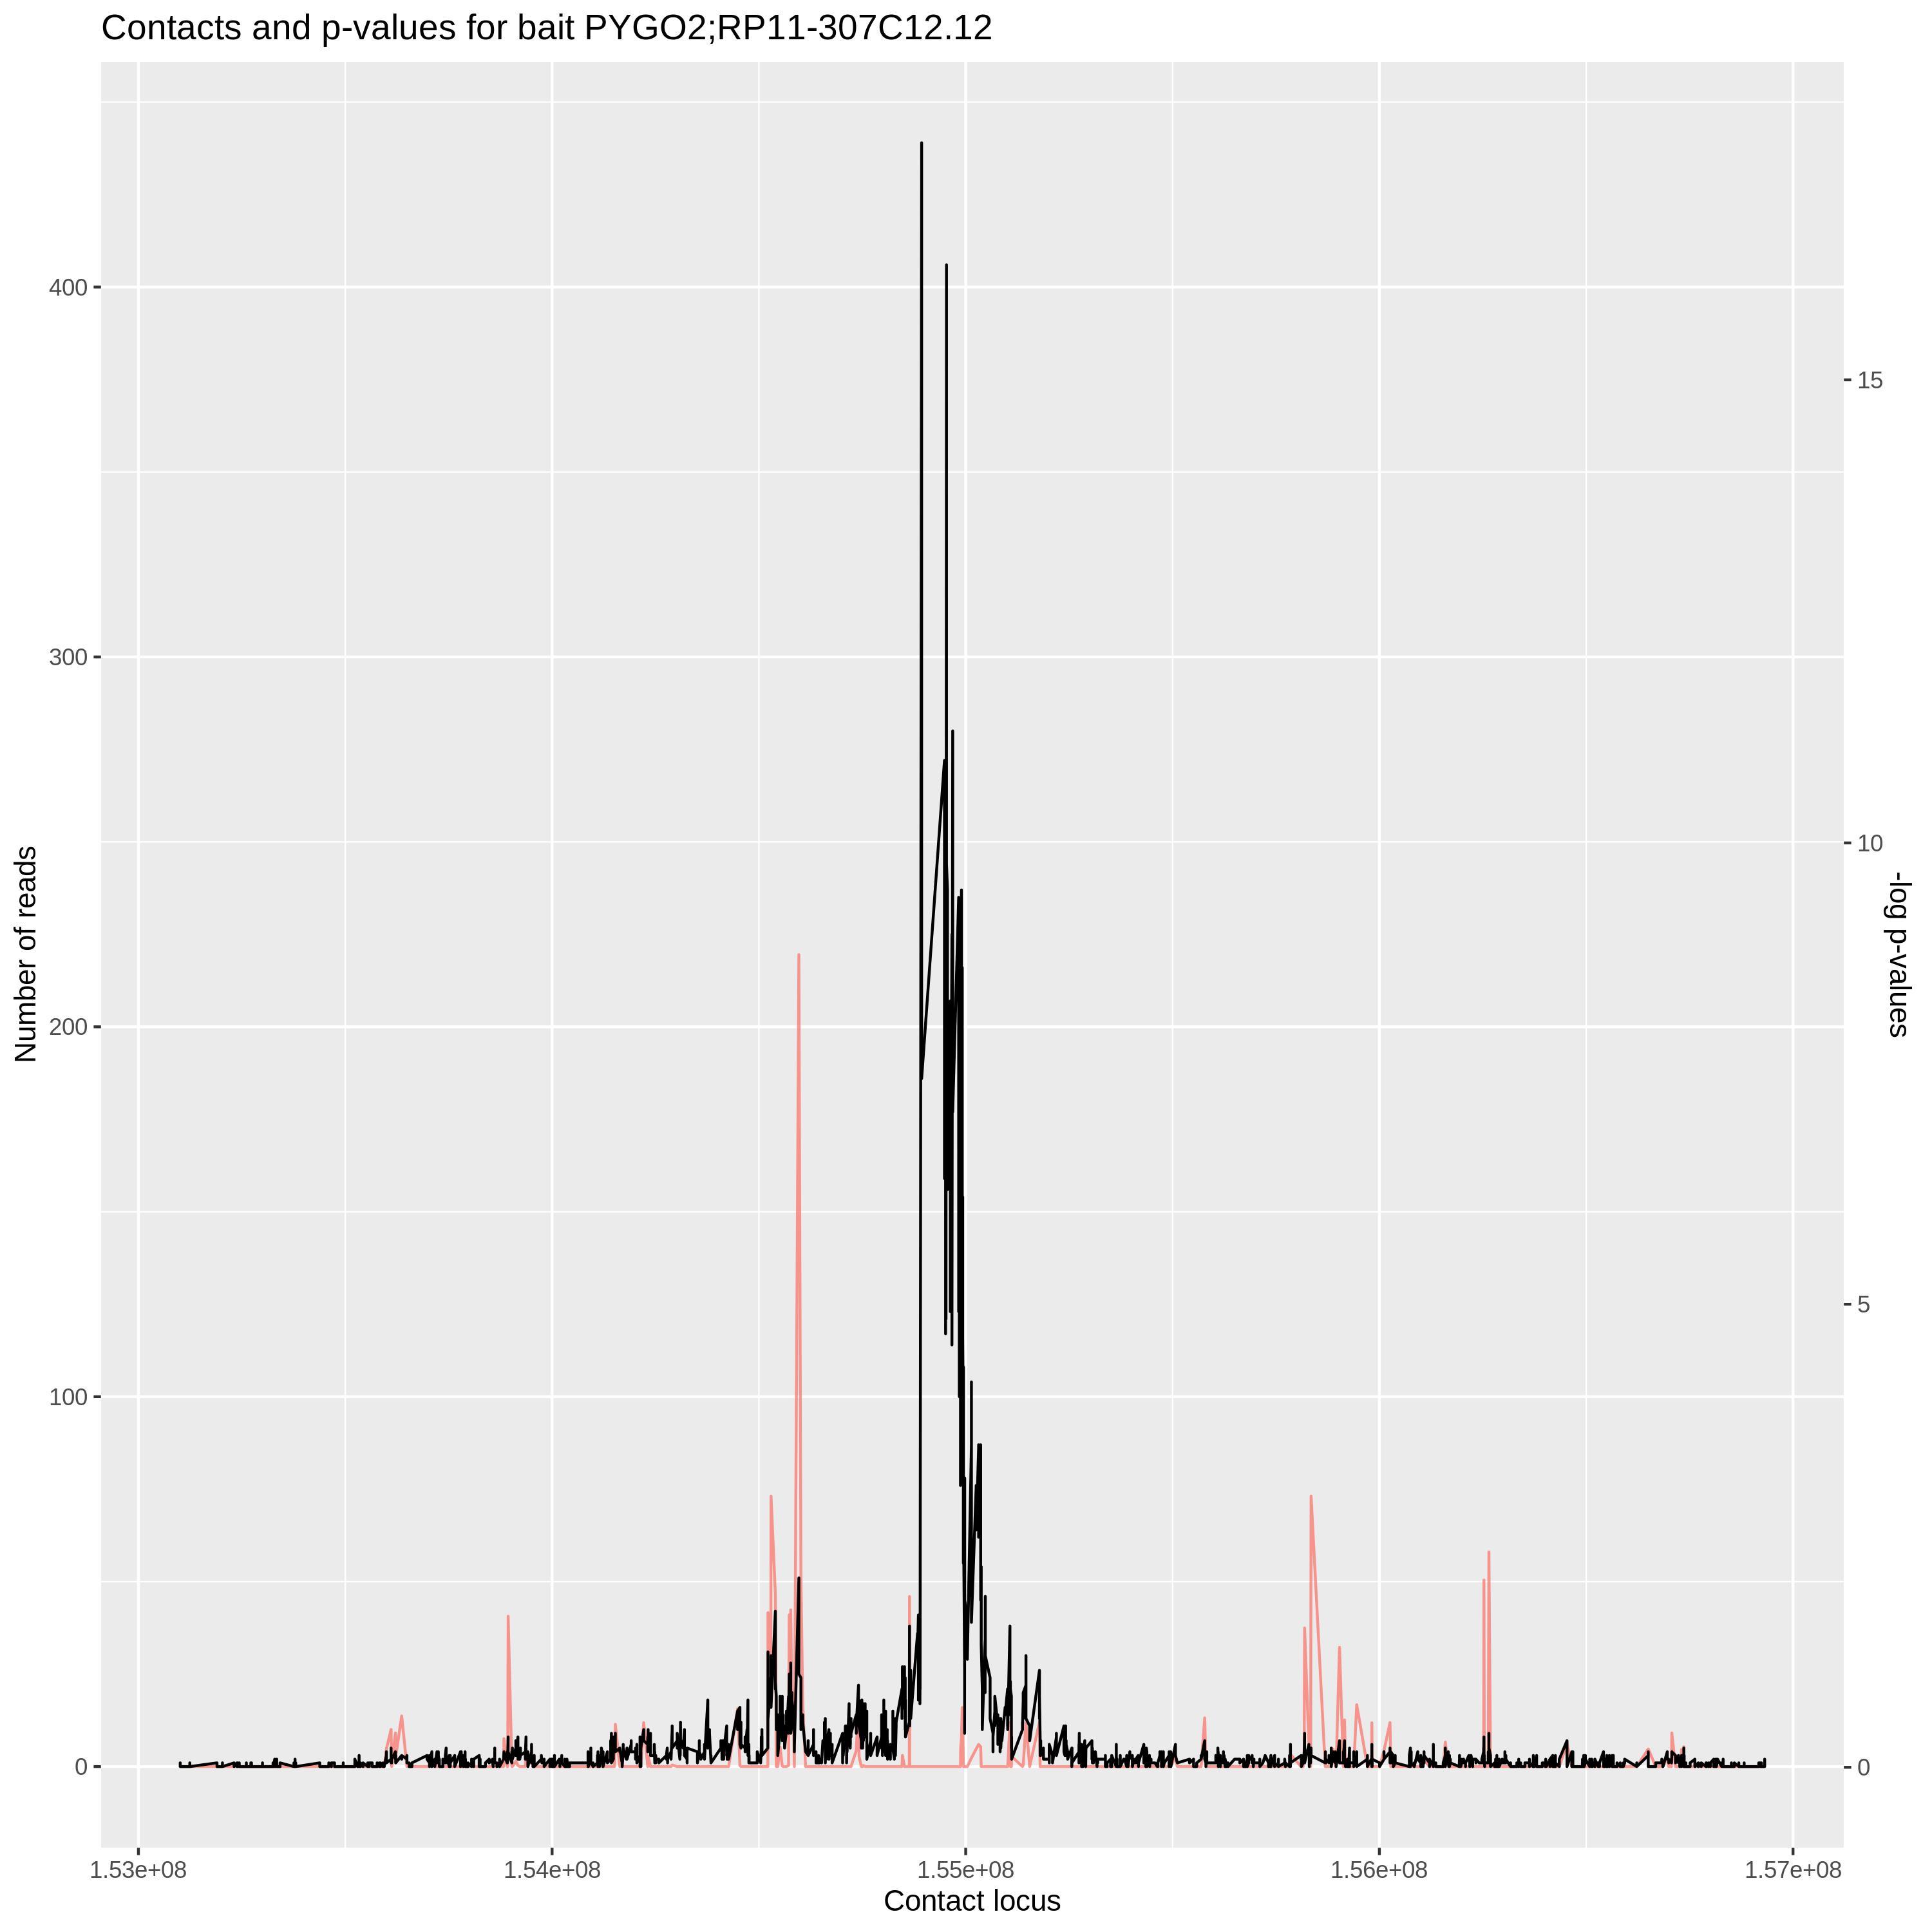 Contacts and p-values for bait PYGO2;RP11-307C12.12
Number of reads
400
300
200
100
0
15
10
5
0
-log p-values
1.53e+08 1.54e+08 1.55e+08 1.56e+08 1.57e+08
Contact locus